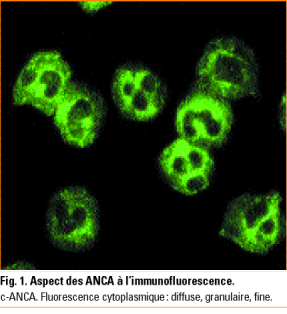 Fig. 1. Aspect des ANCA à l'immunofluorescence.
c-ANCA. Fluorescence cytoplasmique : diffuse, granulaire, fine.